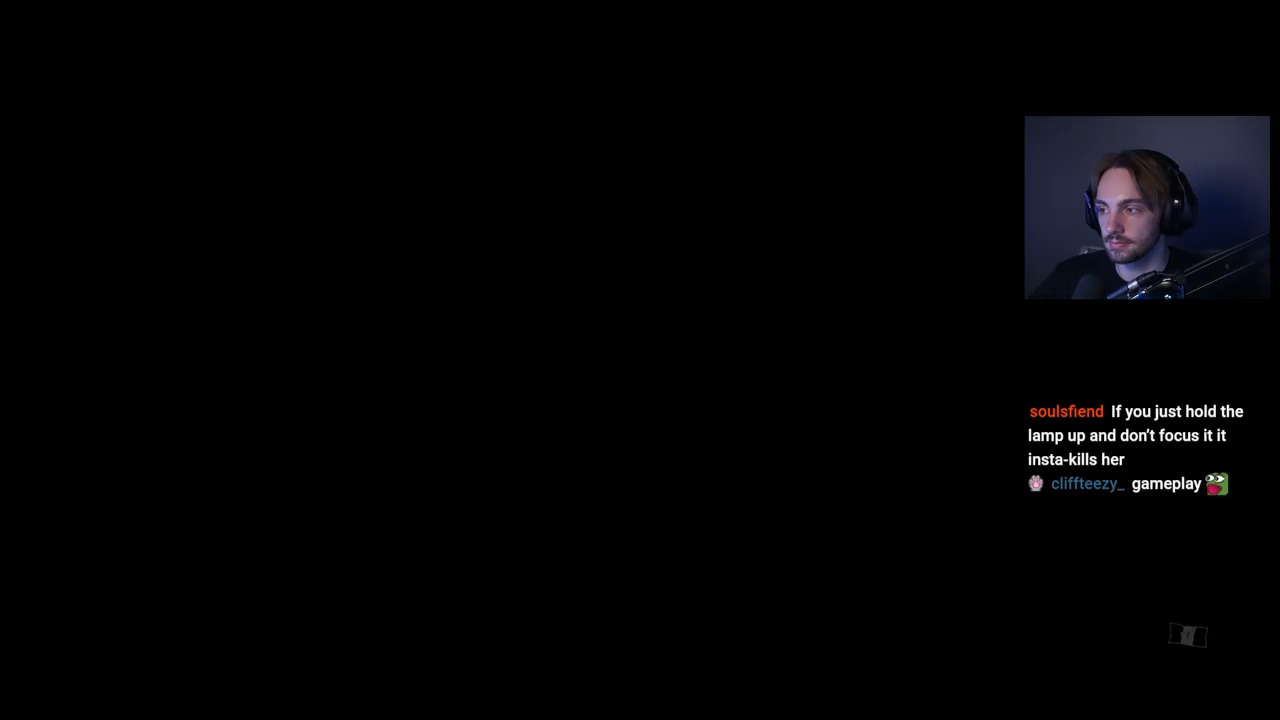 soulsfiend If you just hold the
lamp up and don't focus it it
insta-kills her
cliffteezy_ gameplay